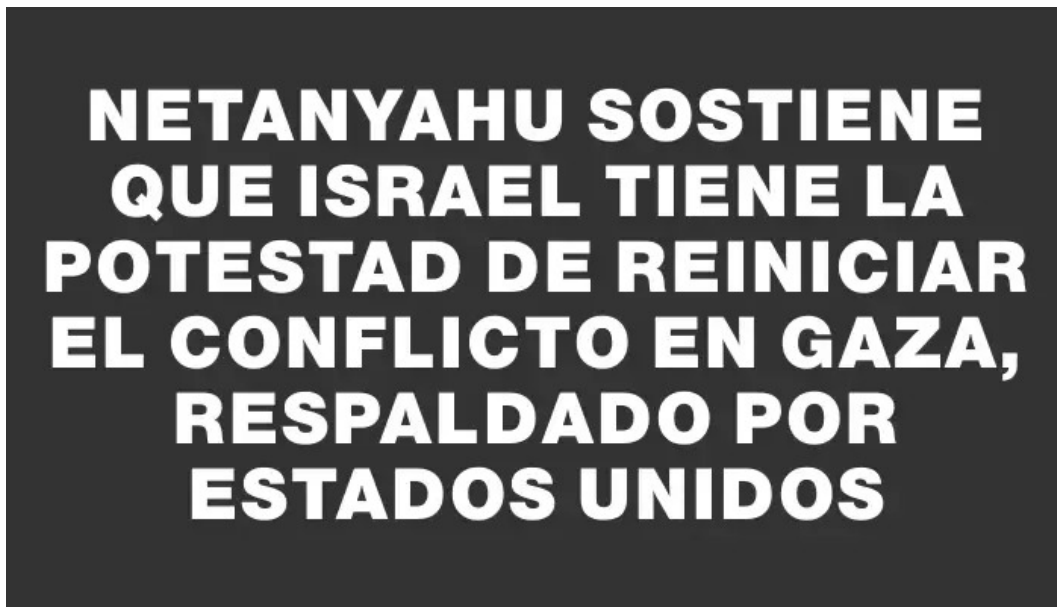 NETANYAHU SOSTIENE
QUE ISRAEL TIENE LA
POTESTAD DE REINICIAR
EL CONFLICTO EN GAZA,
RESPALDADO POR
ESTADOS UNIDOS